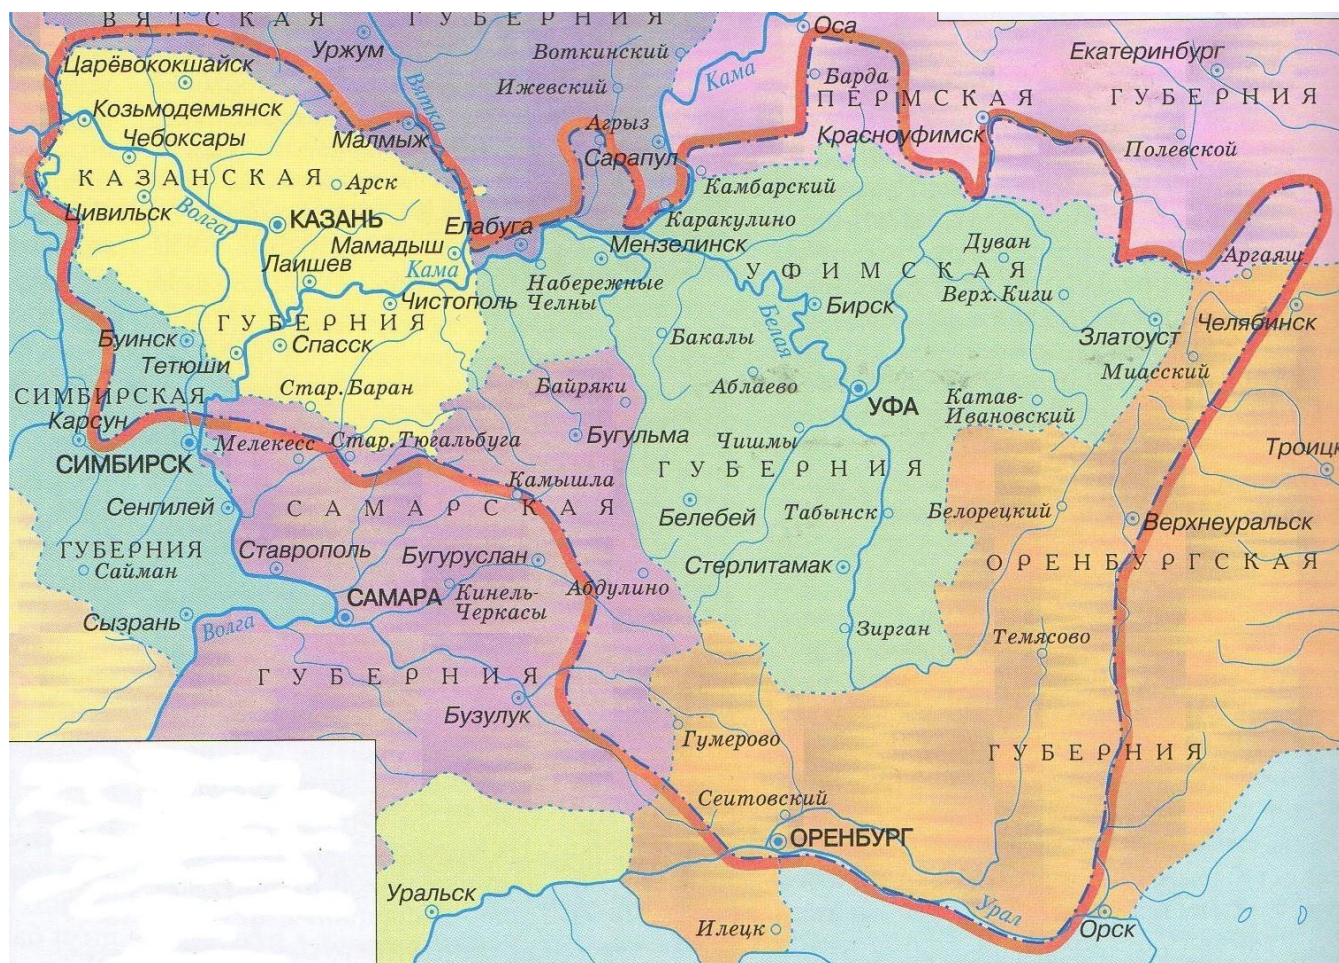 ВЯТСКАЯ ГУБЕРНИЯ
Оса
Уржум
Воткинский
Екатеринбург
Царёвококшайск
Вятка
Ижевский
Кама
Барда
ПЕРМСКАЯ ГУБЕРНИЯ
Козьмодемьянск
Чебоксары
Малмыж
Агрыз
Сарапул
Красноуфимск
Полевской
КАЗАНСКАЯ
Арск
Камбарский
Цивильск
Волга
КАЗАНЬ
Каракулино
Елабуга
Мамадыш
Мензелинск
Дуван
Лаишев
Кама
УФИМСКАЯ
Аргаяш
Набережные
Челны
Верх. Киги
Чистополь
Бирск
ГУБЕРНИЯ
Белая
Челябинск
Буинск
Спасск
Бакалы
Златоуст
Тетюши
Миасский
Стар. Баран
Байряки
Аблаево
СИМБИРСКАЯ
УФА
Катав-
Ивановский
Карсун
Мелекесс
Стар. Тюгальбуга
Бугульма
Чишмы
Троицк
СИМБИРСК
ГУБЕРНИЯ
Камышла
Сенгилей
САМАРСКАЯ
Белебей
Табынск
Белорецкий
Верхнеуральск
ГУБЕРНИЯ
Ставрополь
Бугуруслан
Стерлитамак
ОРЕНБУРГСКАЯ
Сайман
Абдулино
САМАРА
Кинель-
Черкасы
Сызрань
Волга
Зирган
Темясово
ГУБЕРНИЯ
Бузулук
Гумерово
ГУБЕРНИЯ
Сеитовский
ОРЕНБУРГ
Уральск
Урал
Илецк
Орск